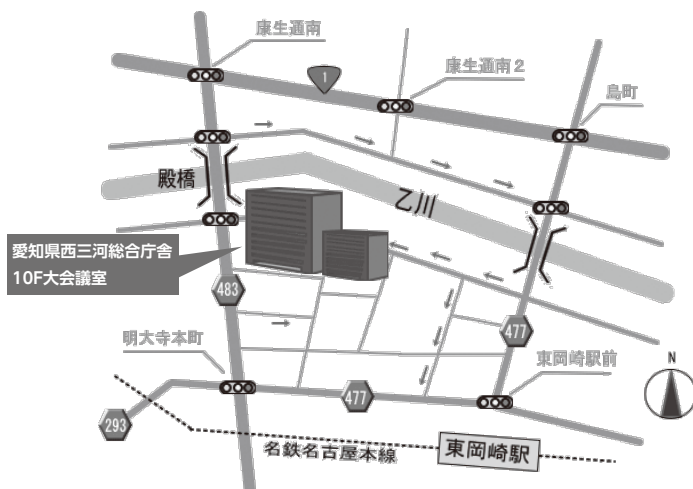 康生通南
康生通南2
1
島町
殿橋
乙川
愛知県西三河総合庁舎
10F大会議室
483
明大寺本町
477
東岡崎駅前
477
N
293
名鉄名古屋本線
東岡崎駅